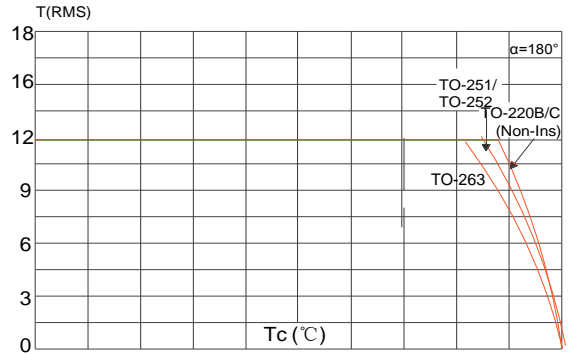 T(RMS)
18
α=180°
16
TO-251/
TO-252
TO-220B/C
(Non-Ins)
12
TO-263
9
6
3
0
Tc (℃)